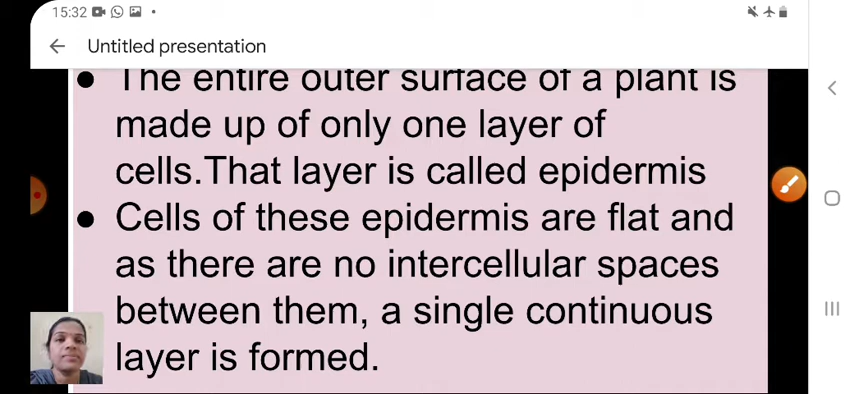 15:32
Untitled presentation
The entire outer surface of a plant is
made up of only one layer of
cells.That layer is called epidermis
Cells of these epidermis are flat and
as there are no intercellular spaces
between them, a single continuous
layer is formed.